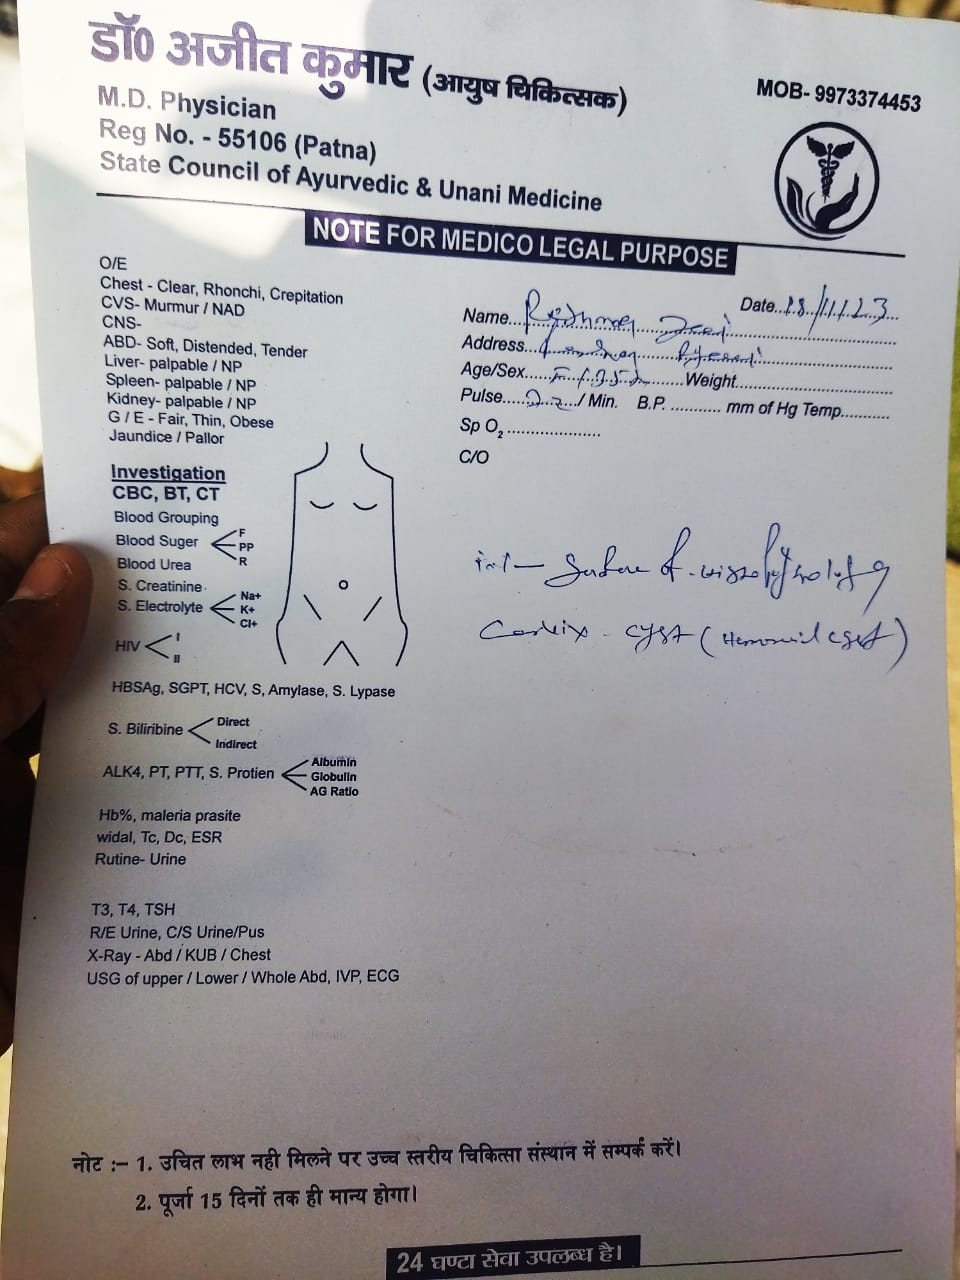 डॉ0 अजीत कुमार (आयुष चिकित्सक)
MOB- 9973374453
M.D. Physician
Reg No. - 55106 (Patna)
State Council of Ayurvedic & Unani Medicine
NOTE FOR MEDICO LEGAL PURPOSE
O/E
Chest - Clear, Rhonchi, Crepitation
CVS- Murmur / NAD
CNS-
ABD- Soft, Distended, Tender
Liver- palpable / NP
Spleen- palpable / NP
Kidney- palpable / NP
G / E - Fair, Thin, Obese
Jaundice / Pallor
Date...18/11/23
Name...
Address...
Age/Sex... Weight...
Pulse... / Min. B.P. ... mm of Hg Temp...
Sp O2 ...
C/O
Investigation
CBC, BT, CT
Blood Grouping
Blood Suger F PP R
Blood Urea
S. Creatinine
S. Electrolyte Na+ K+ Cl+
HIV I II
HBSAg, SGPT, HCV, S, Amylase, S. Lypase
S. Biliribine Direct Indirect
ALK4, PT, PTT, S. Protien Albumin Globulin AG Ratio
Hb%, maleria prasite
widal, Tc, Dc, ESR
Rutine- Urine
T3, T4, TSH
R/E Urine, C/S Urine/Pus
X-Ray - Abd / KUB / Chest
USG of upper / Lower / Whole Abd, IVP, ECG
of
cyst (
नोट :- 1. उचित लाभ नही मिलने पर उच्च स्तरीय चिकित्सा संस्थान में सम्पर्क करें।
2. पूर्जा 15 दिनों तक ही मान्य होगा।
24 घण्टा सेवा उपलब्ध है।